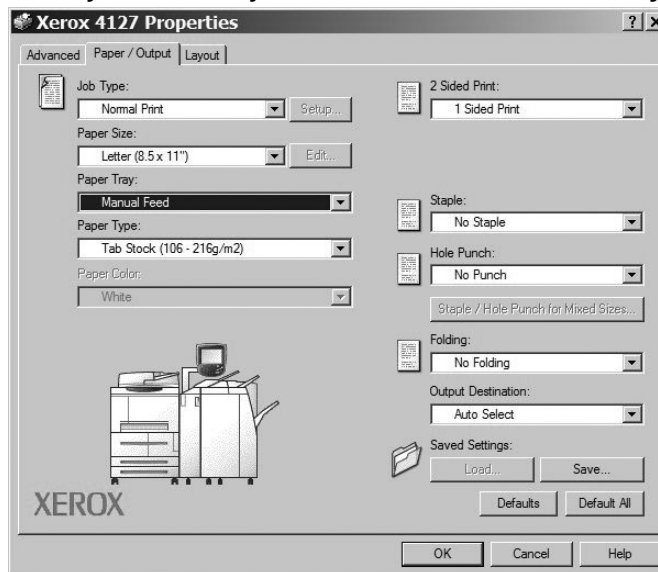 Xerox 4127 Properties
Advanced Paper / Output Layout
Job Type:
Normal Print
Setup...
Paper Size:
Letter (8.5 x 11")
Edit...
Paper Tray:
Manual Feed
Paper Type:
Tab Stock (106 - 216g/m2)
Paper Color:
White
XEROX
2 Sided Print:
1 Sided Print
Staple:
No Staple
Hole Punch:
No Punch
Staple / Hole Punch for Mixed Sizes...
Folding:
No Folding
Output Destination:
Auto Select
Saved Settings:
Load...
Save...
Defaults
Default All
OK
Cancel
Help